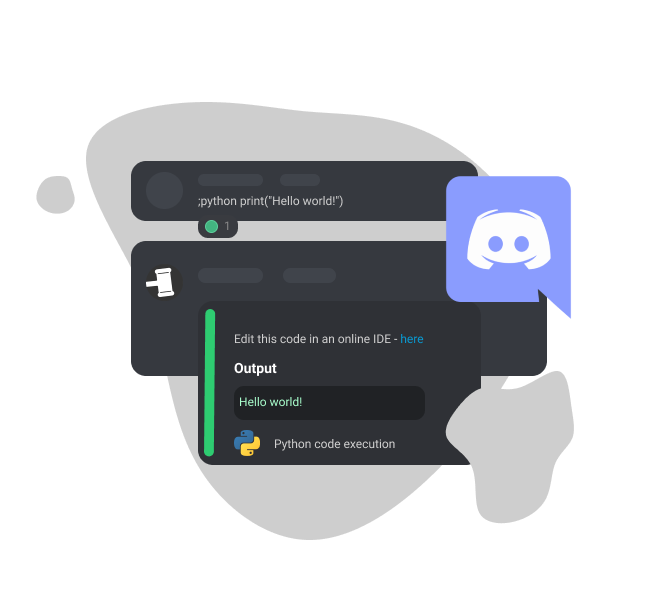 ;python print("Hello world!")
1
Edit this code in an online IDE - here
Output
Hello world!
Python code execution